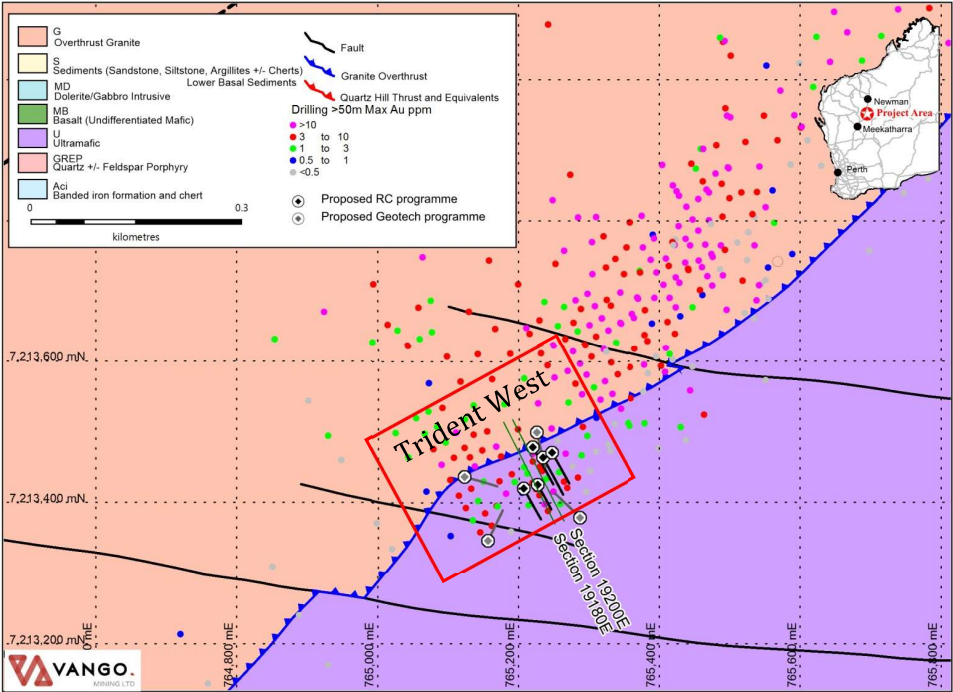 G
Overthrust Granite
S
Sediments (Sandstone, Siltstone, Argillites +/- Cherts)
Lower Basal Sediments
MD
Dolerite/Gabbro Intrusive
MB
Basalt (Undifferentiated Mafic)
U
Ultramafic
GREP
Quartz +/- Feldspar Porphyry
Aci
Banded iron formation and chert
0 0.3
kilometres
Fault
Granite Overthrust
Quartz Hill Thrust and Equivalents
Drilling >50m Max Au ppm
>10
3 to 10
1 to 3
0.5 to 1
<0.5
Proposed RC programme
Proposed Geotech programme
Newman
Project Area
Meekatharra
Perth
7,213,600 mN
Trident West
7,213,400 mN
Section 19200E
Section 19180E
7,213,200 mN
0 mE
764,800 mE
765,000 mE
765,200 mE
765,400 mE
765,600 mE
765,800 mE
VANGO.
MINING LTD